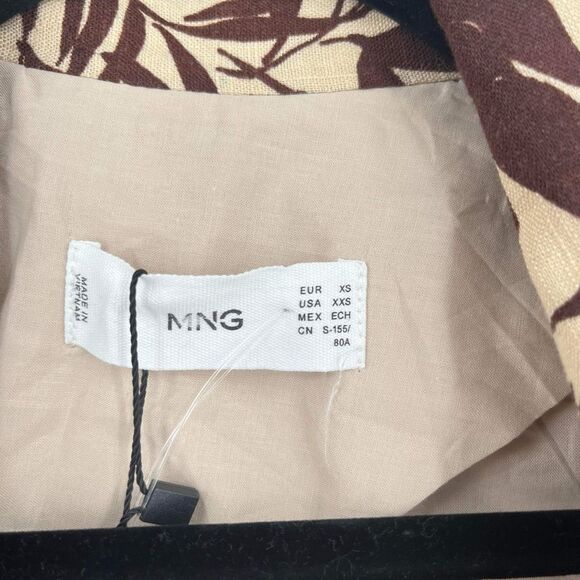 MADE IN
VIETNAM
MNG
EUR XS
USA XXS
MEX ECH
CN S-155/
80A